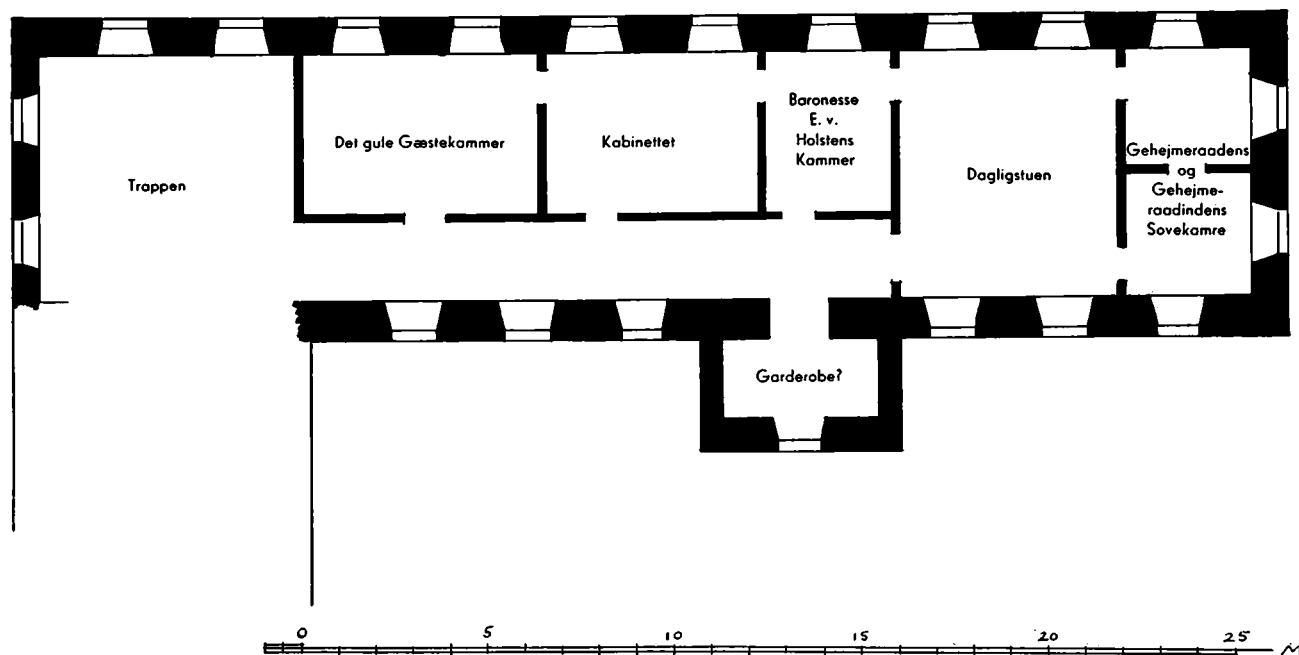 Trappen
Det gule Gæstekammer
Kabinettet
Baronesse
E. v.
Holstens
Kammer
Dagligstuen
Gehejmeraadens
og
Gehejme-
raadindens
Sovekamre
Garderobe?
0 5 10 15 20 25 M